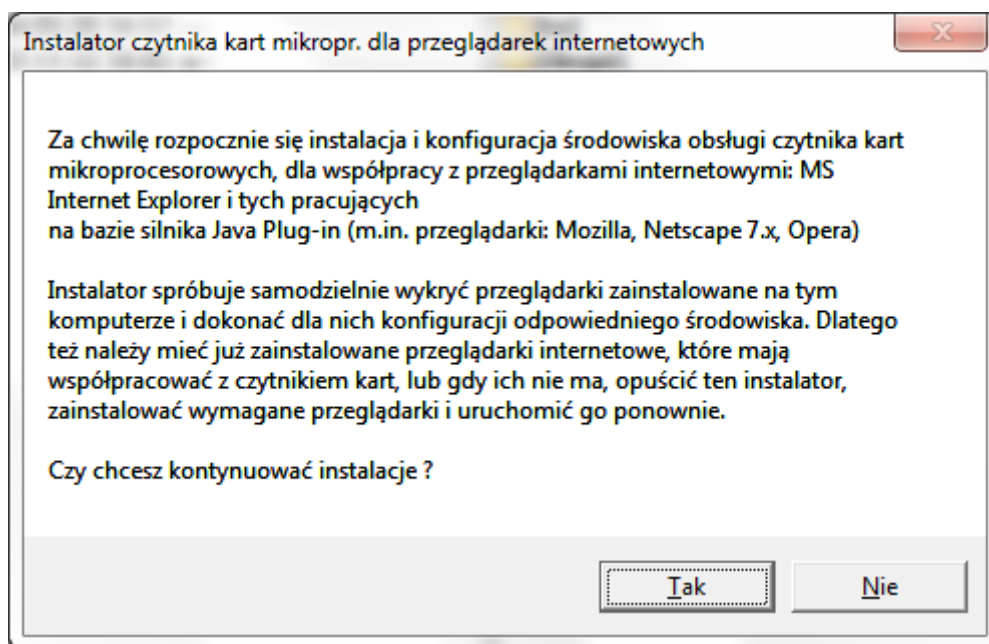 Instalator czytnika kart mikropr. dla przeglądarek internetowych
Za chwilę rozpocznie się instalacja i konfiguracja środowiska obsługi czytnika kart
mikroprocesorowych, dla współpracy z przeglądarkami internetowymi: MS
Internet Explorer i tych pracujących
na bazie silnika Java Plug-in (m.in. przeglądarki: Mozilla, Netscape 7.x, Opera)
Instalator spróbuje samodzielnie wykryć przeglądarki zainstalowane na tym
komputerze i dokonać dla nich konfiguracji odpowiedniego środowiska. Dlatego
też należy mieć już zainstalowane przeglądarki internetowe, które mają
współpracować z czytnikiem kart, lub gdy ich nie ma, opuścić ten instalator,
zainstalować wymagane przeglądarki i uruchomić go ponownie.
Czy chcesz kontynuować instalacje ?
Tak
Nie